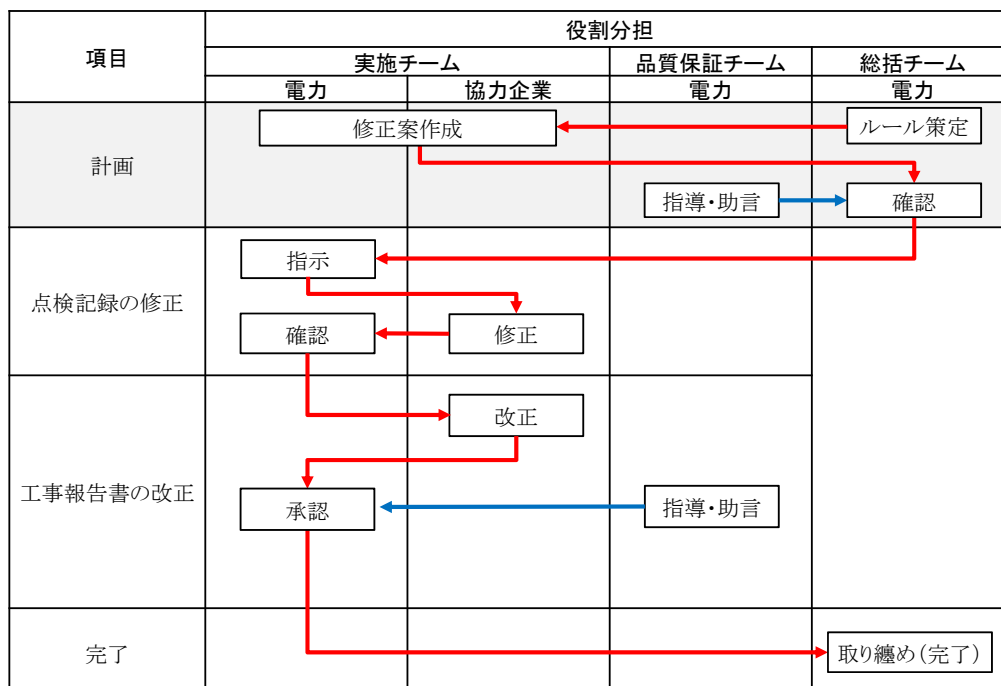 項目
役割分担
実施チーム
品質保証チーム
総括チーム
電力
協力企業
電力
電力
計画
修正案作成
ルール策定
指導・助言
確認
点検記録の修正
指示
確認
修正
工事報告書の改正
改正
承認
指導・助言
完了
取り纏め(完了)